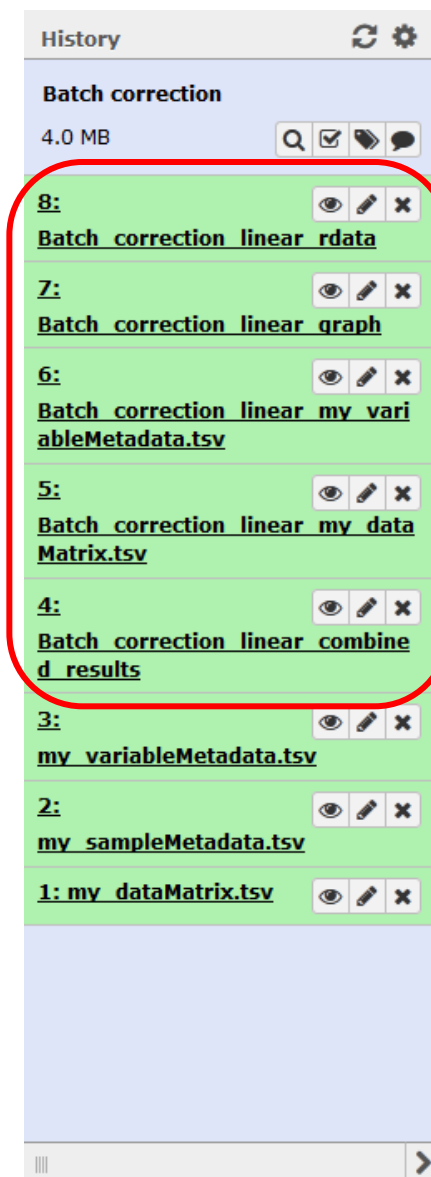 History
Batch correction
4.0 MB
8:
Batch_correction_linear_rdata
7:
Batch_correction_linear_graph
6:
Batch_correction_linear_my_vari
ableMetadata.tsv
5:
Batch_correction_linear_my_data
Matrix.tsv
4:
Batch_correction_linear_combine
d_results
3:
my_variableMetadata.tsv
2:
my_sampleMetadata.tsv
1: my_dataMatrix.tsv